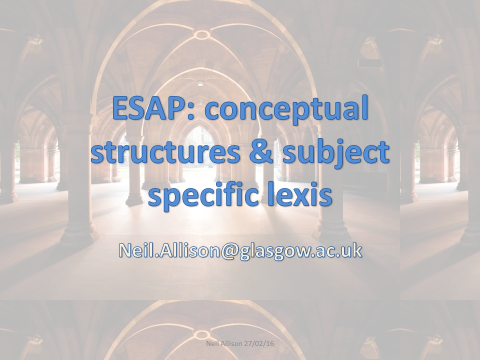 ESAP: conceptual
structures & subject
specific lexis
Neil.Allison@glasgow.ac.uk
Neil Allison 27/02/16